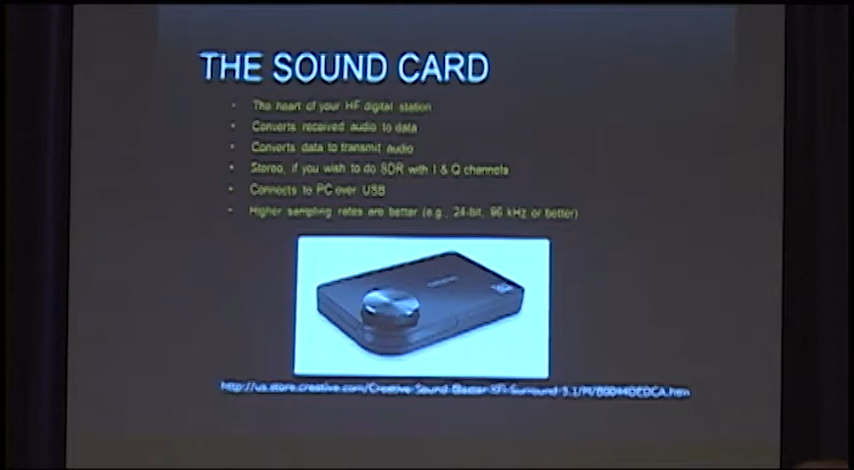 THE SOUND CARD
The heart of your HF digital station
Converts received audio to data
Converts data to transmit audio
Stereo, if you wish to do SDR with I & Q channels
Connects to PC over USB
Higher sampling rates are better (e.g., 24-bit, 96 kHz or better)